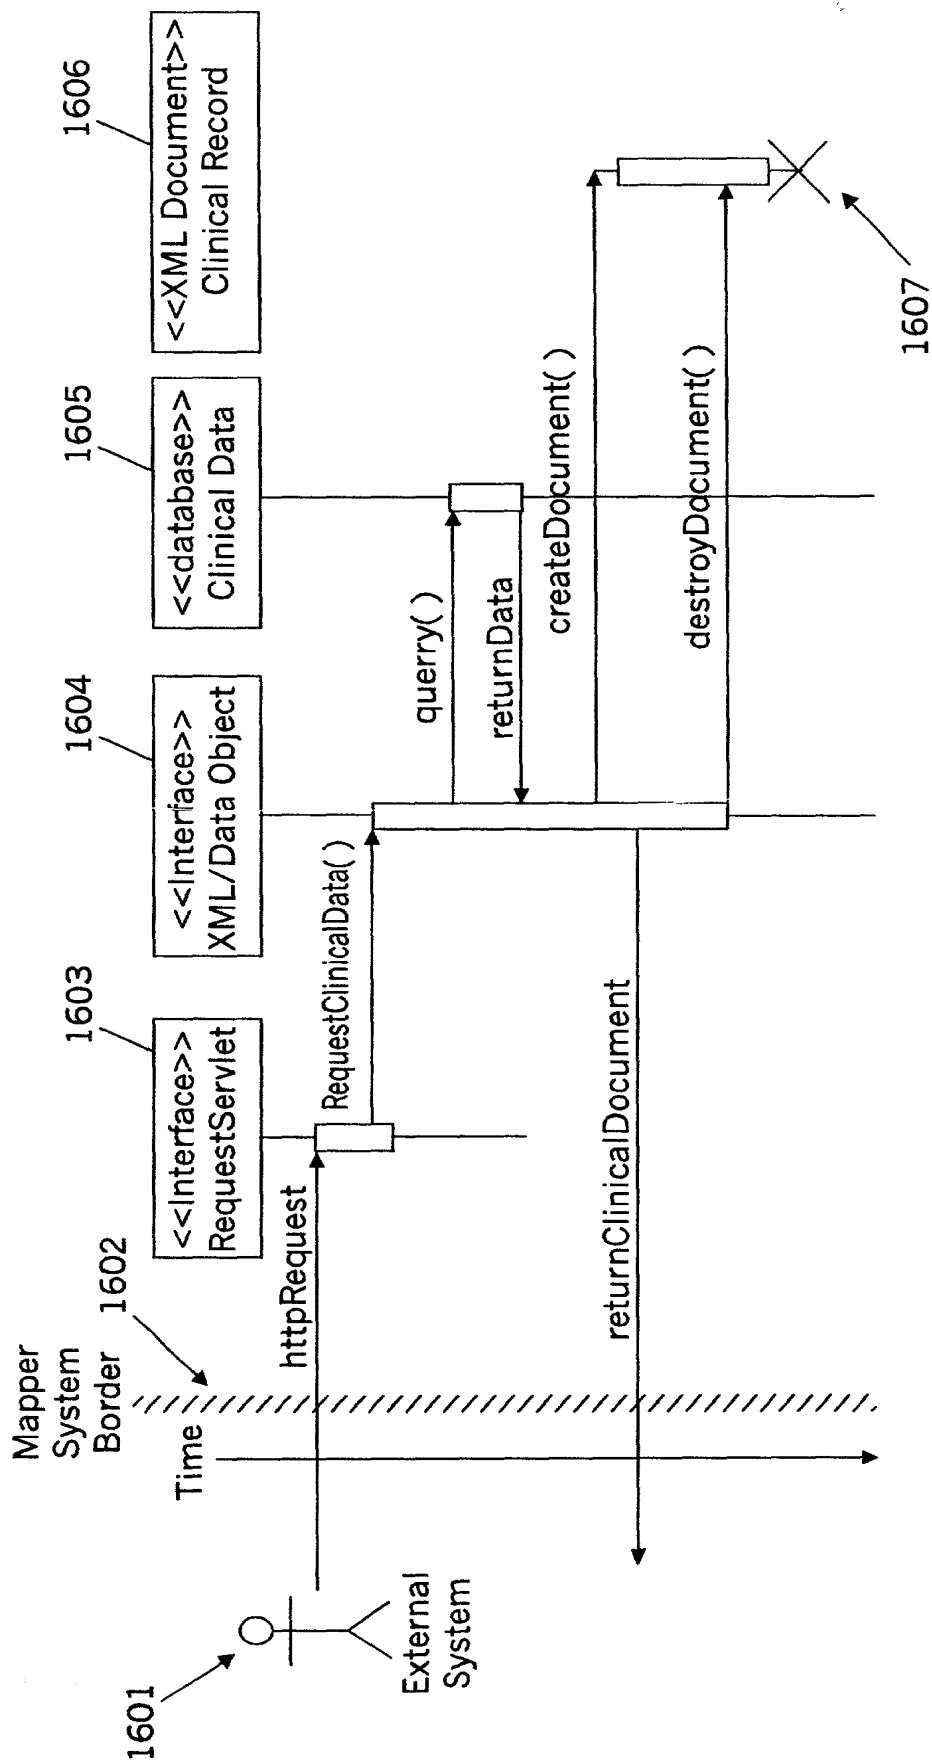 1601
External
System
Mapper
System
Border
1602
Time
1603
<<Interface>>
RequestServlet
1604
<<Interface>>
XML/Data Object
1605
<<database>>
Clinical Data
1606
<<XML Document>>
Clinical Record
httpRequest
RequestClinicalData( )
querry( )
returnData
createDocument( )
returnClinicalDocument
destroyDocument( )
1607